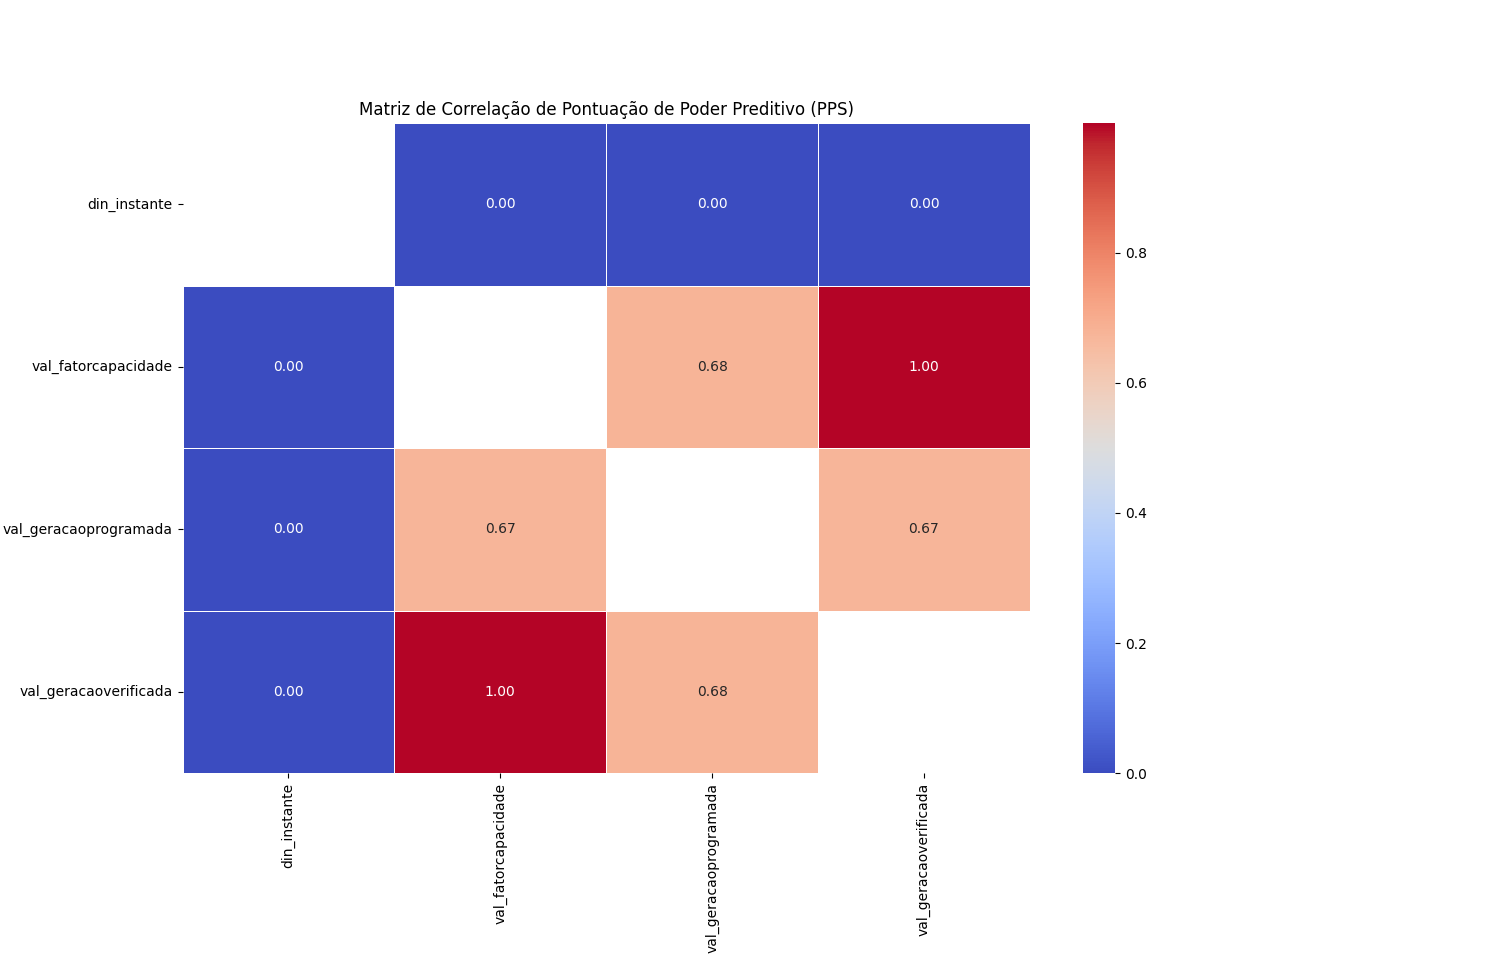 Matriz de Correlação de Pontuação de Poder Preditivo (PPS)
din_instante
0.00
0.00
0.00
val_fatorcapacidade
0.00
0.68
1.00
val_geracaoprogramada
0.00
0.67
0.67
val_geracaoverificada
0.00
1.00
0.68
din_instante
val_fatorcapacidade
val_geracaoprogramada
val_geracaoverificada
0.8
0.6
0.4
0.2
0.0